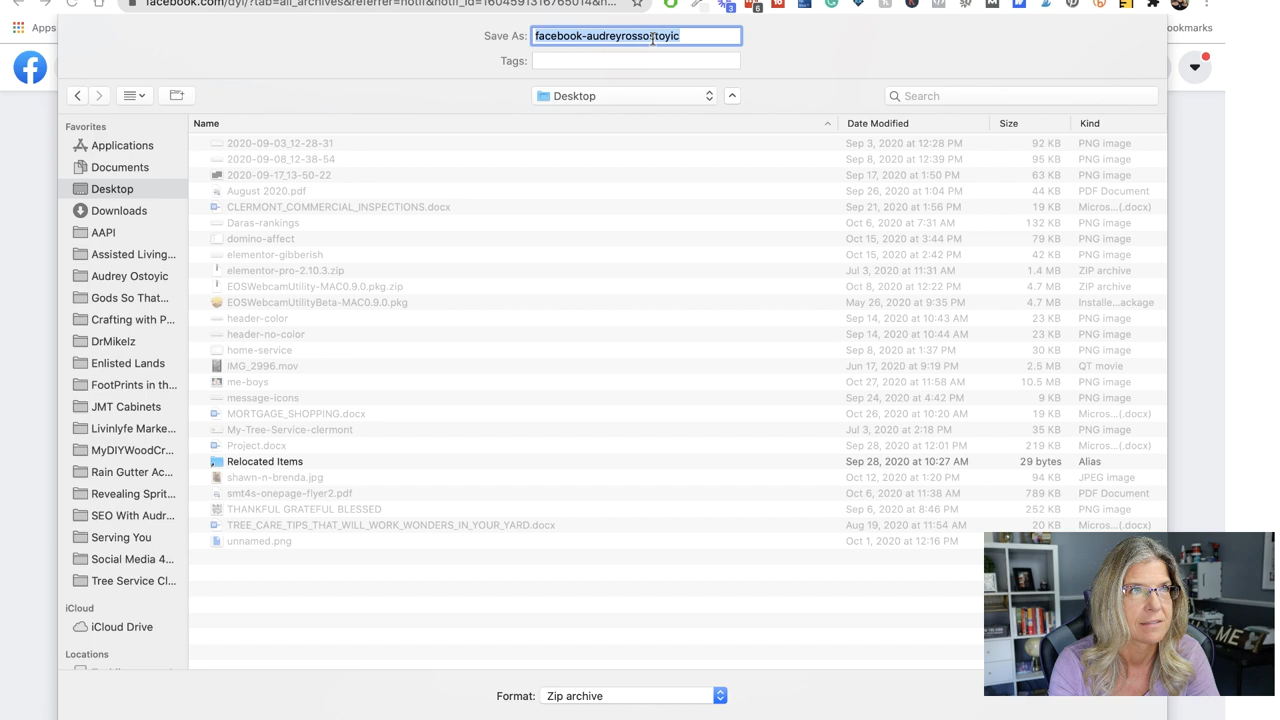 facebook.com/dyi/?tab=all_archives&referrer=notif&notif_id=1604591316765014&n...
Apps
ookmarks
Save As: facebook-audreyrossostoyic
Tags:
Desktop
Search
Favorites
Applications
Documents
Desktop
Downloads
AAPI
Assisted Living...
Audrey Ostoyic
Gods So That...
Crafting with P...
DrMikelz
Enlisted Lands
FootPrints in th...
JMT Cabinets
Livinlyfe Marke...
MyDIYWoodCr...
Rain Gutter Ac...
Revealing Sprit...
SEO With Audr...
Serving You
Social Media 4...
Tree Service Cl...
iCloud
iCloud Drive
Locations
Name Date Modified Size Kind
2020-09-03_12-28-31 Sep 3, 2020 at 12:28 PM 92 KB PNG image
2020-09-08_12-38-54 Sep 8, 2020 at 12:39 PM 95 KB PNG image
2020-09-17_13-50-22 Sep 17, 2020 at 1:50 PM 63 KB PNG image
August 2020.pdf Sep 26, 2020 at 1:04 PM 44 KB PDF Document
CLERMONT_COMMERCIAL_INSPECTIONS.docx Sep 21, 2020 at 1:56 PM 19 KB Micros...(.docx)
Daras-rankings Oct 6, 2020 at 7:31 AM 132 KB PNG image
domino-affect Oct 15, 2020 at 3:44 PM 79 KB PNG image
elementor-gibberish Oct 15, 2020 at 2:42 PM 42 KB PNG image
elementor-pro-2.10.3.zip Jul 3, 2020 at 11:31 AM 1.4 MB ZIP archive
EOSWebcamUtility-MAC0.9.0.pkg.zip Oct 8, 2020 at 12:22 PM 4.7 MB ZIP archive
EOSWebcamUtilityBeta-MAC0.9.0.pkg May 26, 2020 at 9:35 PM 4.7 MB Installe...ackage
header-color Sep 14, 2020 at 10:43 AM 23 KB PNG image
header-no-color Sep 14, 2020 at 10:44 AM 23 KB PNG image
home-service Sep 8, 2020 at 1:37 PM 30 KB PNG image
IMG_2996.mov Jun 17, 2020 at 9:19 PM 2.5 MB QT movie
me-boys Oct 27, 2020 at 11:58 AM 10.5 MB PNG image
message-icons Sep 24, 2020 at 4:42 PM 9 KB PNG image
MORTGAGE_SHOPPING.docx Oct 26, 2020 at 10:20 AM 19 KB Micros...(.docx)
My-Tree-Service-clermont Jul 3, 2020 at 2:18 PM 35 KB PNG image
Project.docx Sep 28, 2020 at 12:01 PM 219 KB Micros...(.docx)
Relocated Items Sep 28, 2020 at 10:27 AM 29 bytes Alias
shawn-n-brenda.jpg Oct 12, 2020 at 1:20 PM 94 KB JPEG image
smt4s-onepage-flyer2.pdf Oct 6, 2020 at 11:38 AM 789 KB PDF Document
THANKFUL GRATEFUL BLESSED Sep 6, 2020 at 8:46 PM 252 KB PNG image
TREE_CARE_TIPS_THAT_WILL_WORK_WONDERS_IN_YOUR_YARD.docx Aug 19, 2020 at 11:54 AM 20 KB Micros...(.docx)
unnamed.png Oct 1, 2020 at 12:16 PM
Format: Zip archive